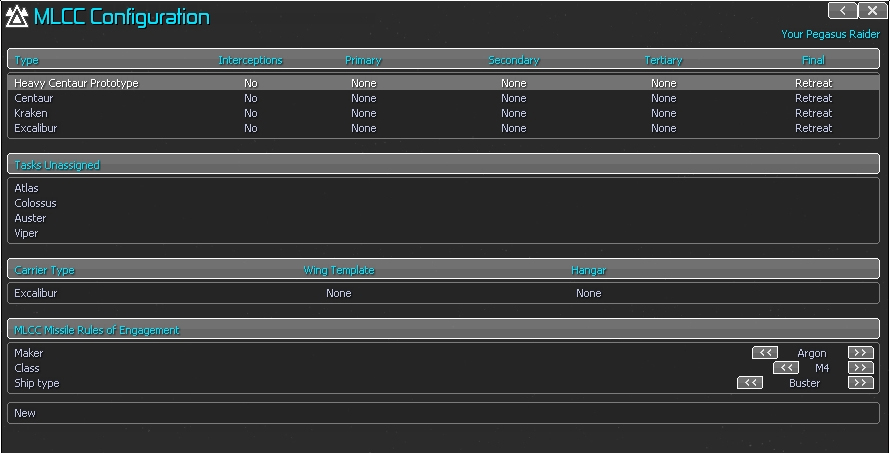 MLCC Configuration
Your Pegasus Raider
Type Interceptions Primary Secondary Tertiary Final
Heavy Centaur Prototype No None None None Retreat
Centaur No None None None Retreat
Kraken No None None None Retreat
Excalibur No None None None Retreat
Tasks Unassigned
Atlas
Colossus
Auster
Viper
Carrier Type Wing Template Hangar
Excalibur None None
MLCC Missile Rules of Engagement
Maker << Argon >>
Class << M4 >>
Ship type << Buster >>
New